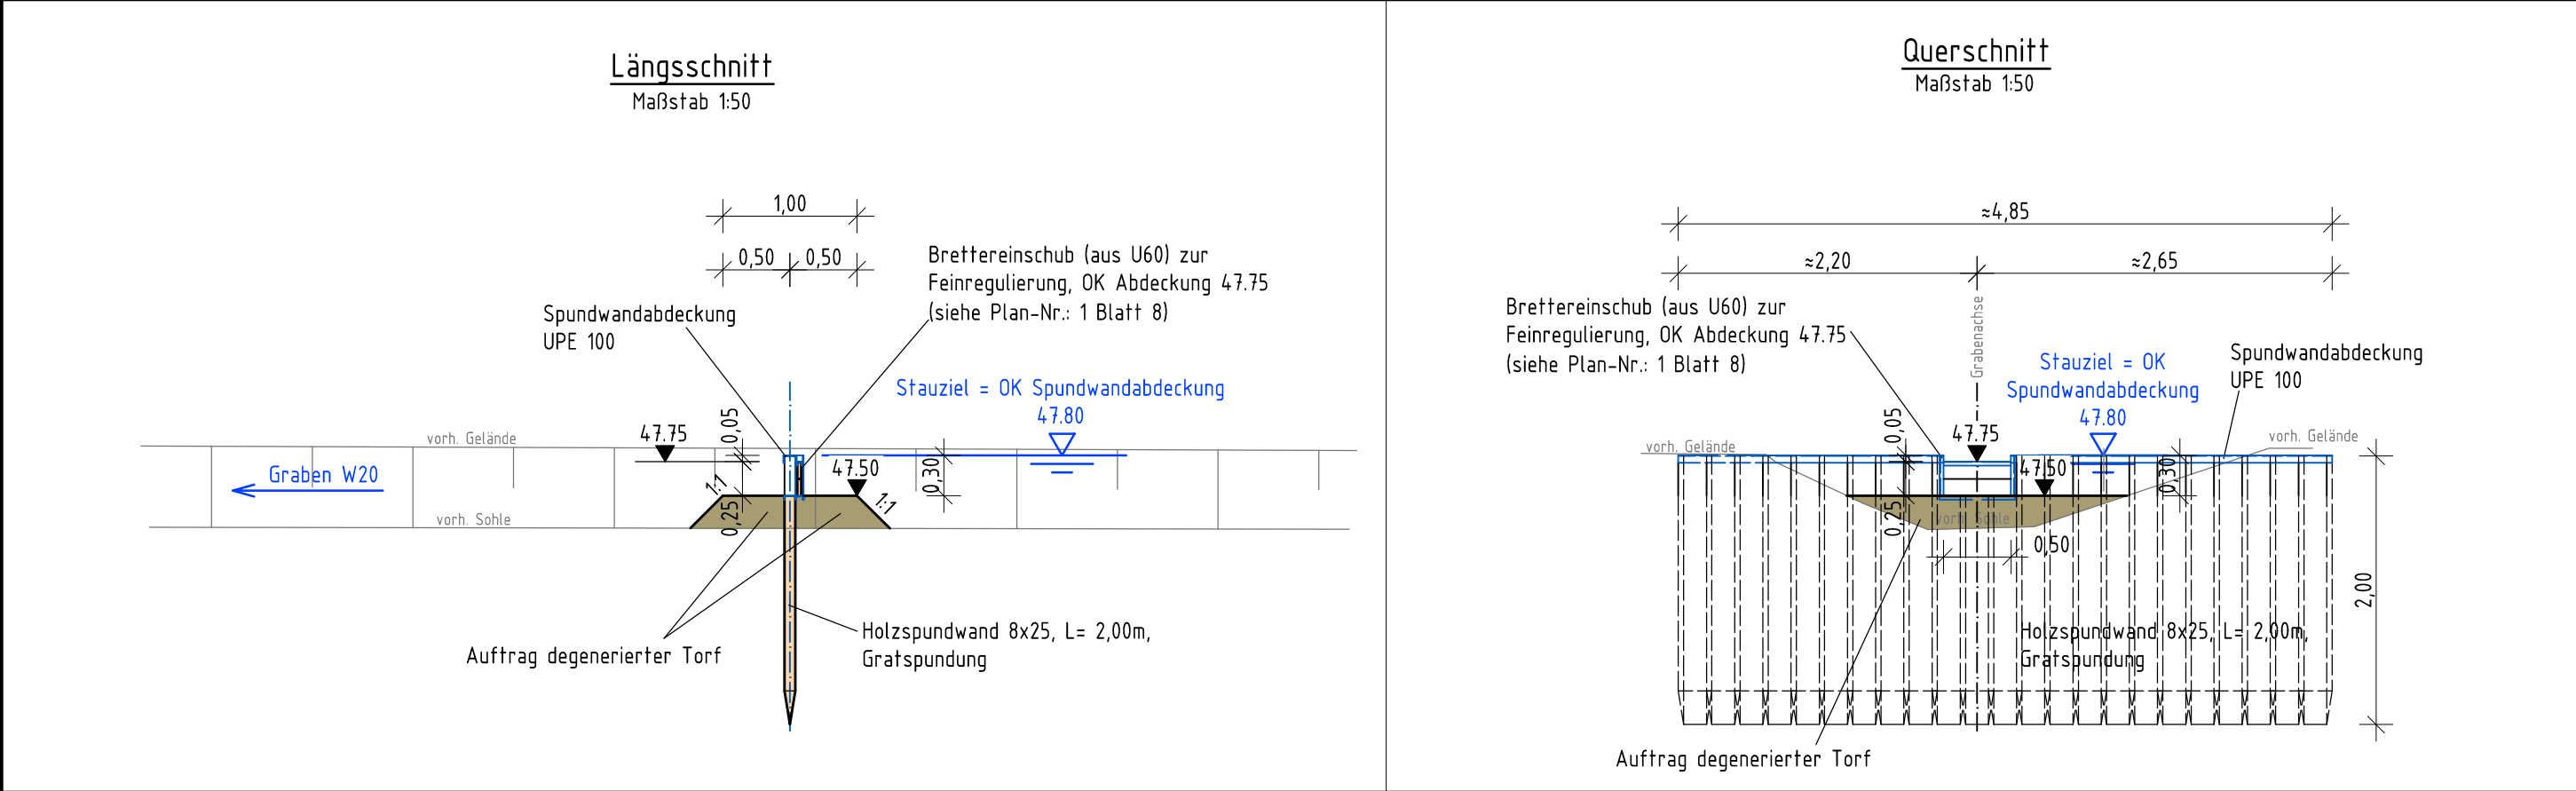 Längsschnitt
Maßstab 1:50
1,00
0,50
0,50
Brettereinschub (aus U60) zur
Feinregulierung, OK Abdeckung 47.75
(siehe Plan-Nr.: 1 Blatt 8)
Spundwandabdeckung
UPE 100
Stauziel = OK Spundwandabdeckung
47.80
vorh. Gelände
47.75
0,05
47.50
0,30
Graben W20
1:1
1:1
vorh. Sohle
0,25
Holzspundwand 8x25, L= 2,00m,
Gratspundung
Auftrag degenerierter Torf
Querschnitt
Maßstab 1:50
≈4,85
≈2,20
≈2,65
Brettereinschub (aus U60) zur
Feinregulierung, OK Abdeckung 47.75
(siehe Plan-Nr.: 1 Blatt 8)
Grabenachse
Stauziel = OK
Spundwandabdeckung
47.80
Spundwandabdeckung
UPE 100
vorh. Gelände
0,05
47.75
vorh. Gelände
47.50
0,30
0,25
vorh. Sohle
0,50
2,00
Holzspundwand 8x25, L= 2,00m,
Gratspundung
Auftrag degenerierter Torf